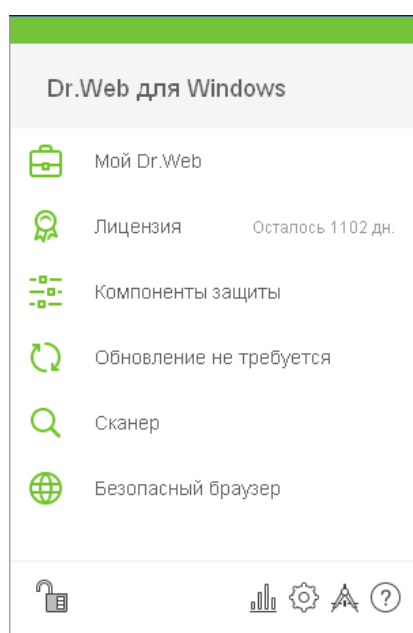 Dr.Web для Windows
Мой Dr.Web
Лицензия Осталось 1102 дн.
Компоненты защиты
Обновление не требуется
Сканер
Безопасный браузер
?